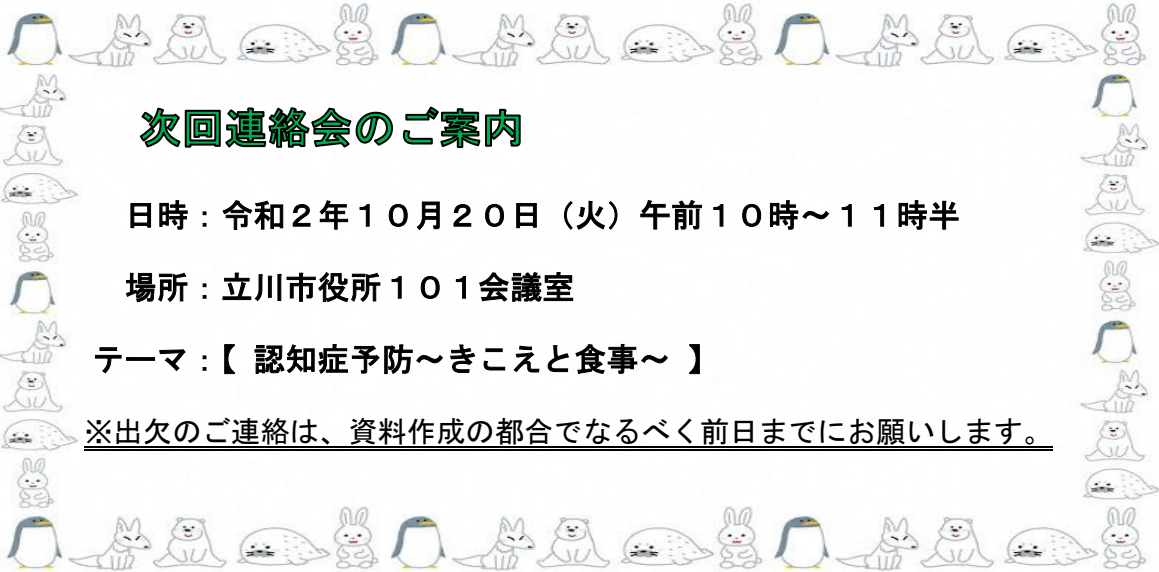 次回連絡会のご案内
日時：令和２年１０月２０日（火）午前１０時～１１時半
場所：立川市役所１０１会議室
テーマ：【 認知症予防～きこえと食事～ 】
※出欠のご連絡は、資料作成の都合でなるべく前日までにお願いします。